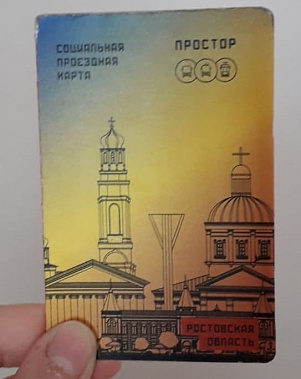 СОЦИАЛЬНАЯ
ПРОЕЗДНАЯ
КАРТА
ПРОСТОР
РОСТОВСКАЯ
ОБЛАСТЬ